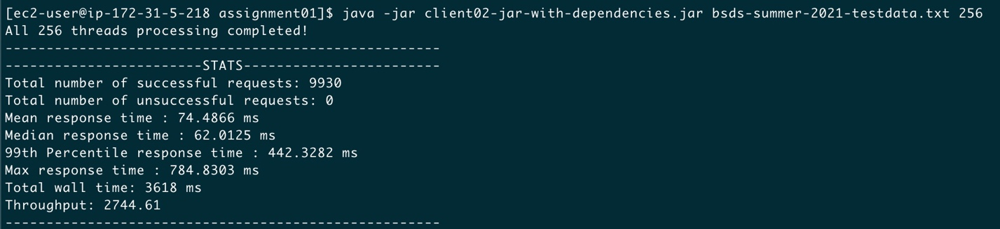 [ec2-user@ip-172-31-5-218 assignment01]$ java -jar client02-jar-with-dependencies.jar bsds-summer-2021-testdata.txt 256
All 256 threads processing completed!
-----------------------------------------------------
------------------------STATS------------------------
Total number of successful requests: 9930
Total number of unsuccessful requests: 0
Mean response time : 74.4866 ms
Median response time : 62.0125 ms
99th Percentile response time : 442.3282 ms
Max response time : 784.8303 ms
Total wall time: 3618 ms
Throughput: 2744.61
-----------------------------------------------------